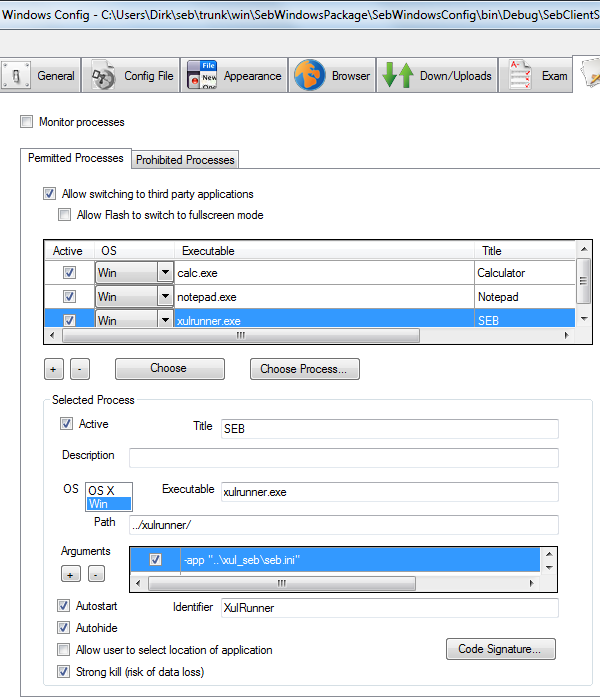 Windows Config - C:\Users\Dirk\seb\trunk\win\SebWindowsPackage\SebWindowsConfig\bin\Debug\SebClientS
General Config File Appearance Browser Down/Uploads Exam
File
New
Monitor processes
Permitted Processes Prohibited Processes
Allow switching to third party applications
Allow Flash to switch to fullscreen mode
Active OS Executable Title
Win calc.exe Calculator
Win notepad.exe Notepad
Win xulrunner.exe SEB
+ - Choose Choose Process...
Selected Process
Active Title SEB
Description
OS OS X Executable xulrunner.exe
Win
Path ../xulrunner/
Arguments -app "..\xul_seb\seb.ini"
+ -
Autostart Identifier XulRunner
Autohide
Allow user to select location of application Code Signature...
Strong kill (risk of data loss)